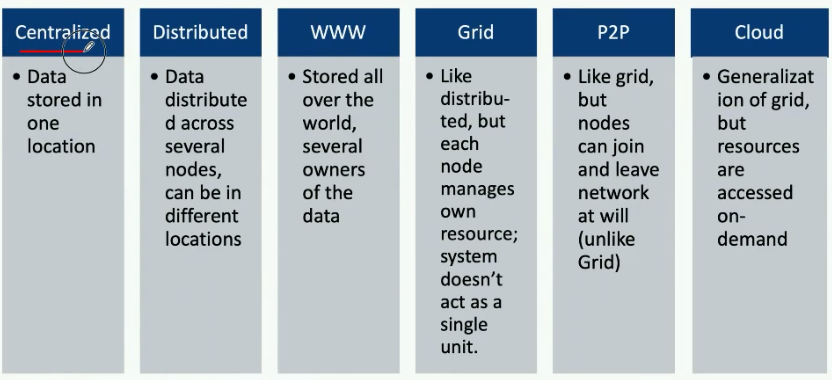 Centralized
• Data
stored in
one
location
Distributed
• Data
distribute
d across
several
nodes,
can be in
different
locations
WWW
• Stored all
over the
world,
several
owners
of the
data
Grid
• Like
distribu-
ted, but
each
node
manages
own
resource;
system
doesn't
act as a
single
unit.
P2P
• Like grid,
but
nodes
can join
and leave
network
at will
(unlike
Grid)
Cloud
• Generalizat
ion of grid,
but
resources
are
accessed
on-
demand